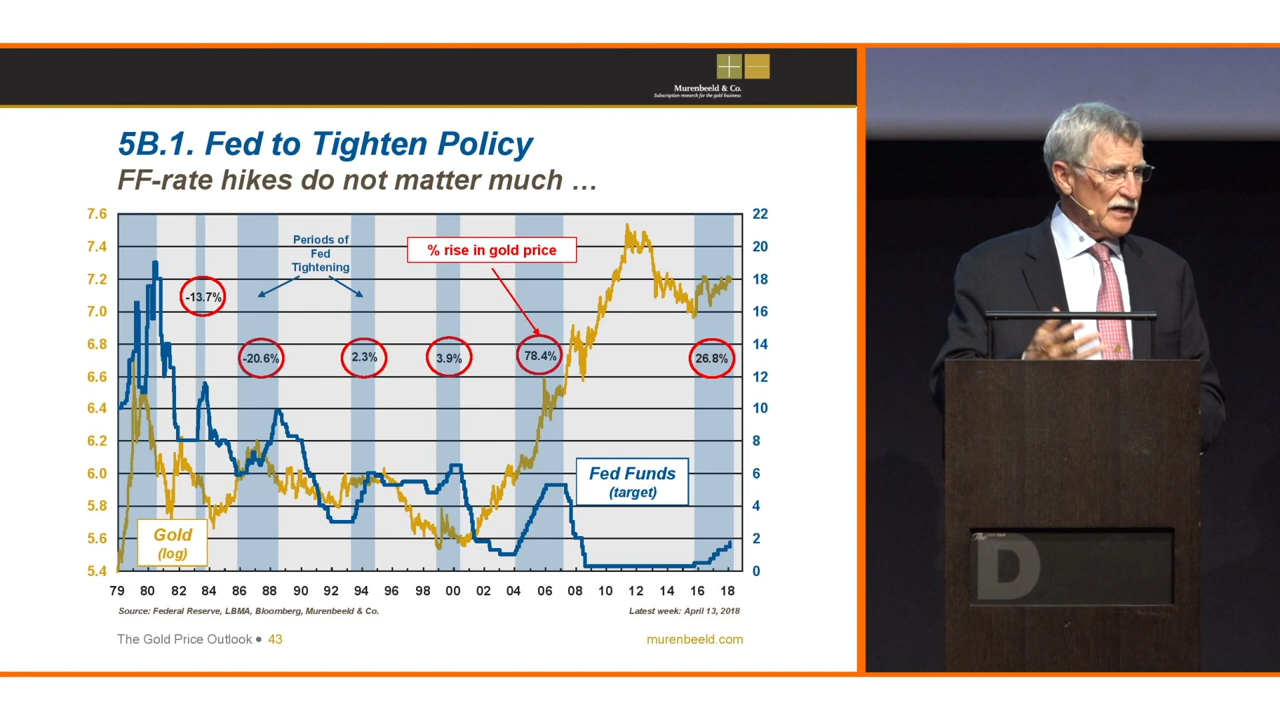 Murenbeeld & Co.
Subscription research for the gold business.
5B.1. Fed to Tighten Policy
FF-rate hikes do not matter much …
7.6
7.4
7.2
7.0
6.8
6.6
6.4
6.2
6.0
5.8
5.6
5.4
22
20
18
16
14
12
10
8
6
4
2
0
Periods of
Fed
Tightening
% rise in gold price
-13.7%
-20.6%
2.3%
3.9%
78.4%
26.8%
Fed Funds
(target)
Gold
(log)
79 80 82 84 86 88 90 92 94 96 98 00 02 04 06 08 10 12 14 16 18
Source: Federal Reserve, LBMA, Bloomberg, Murenbeeld & Co.
Latest week: April 13, 2018
The Gold Price Outlook • 43
murenbeeld.com
The
D